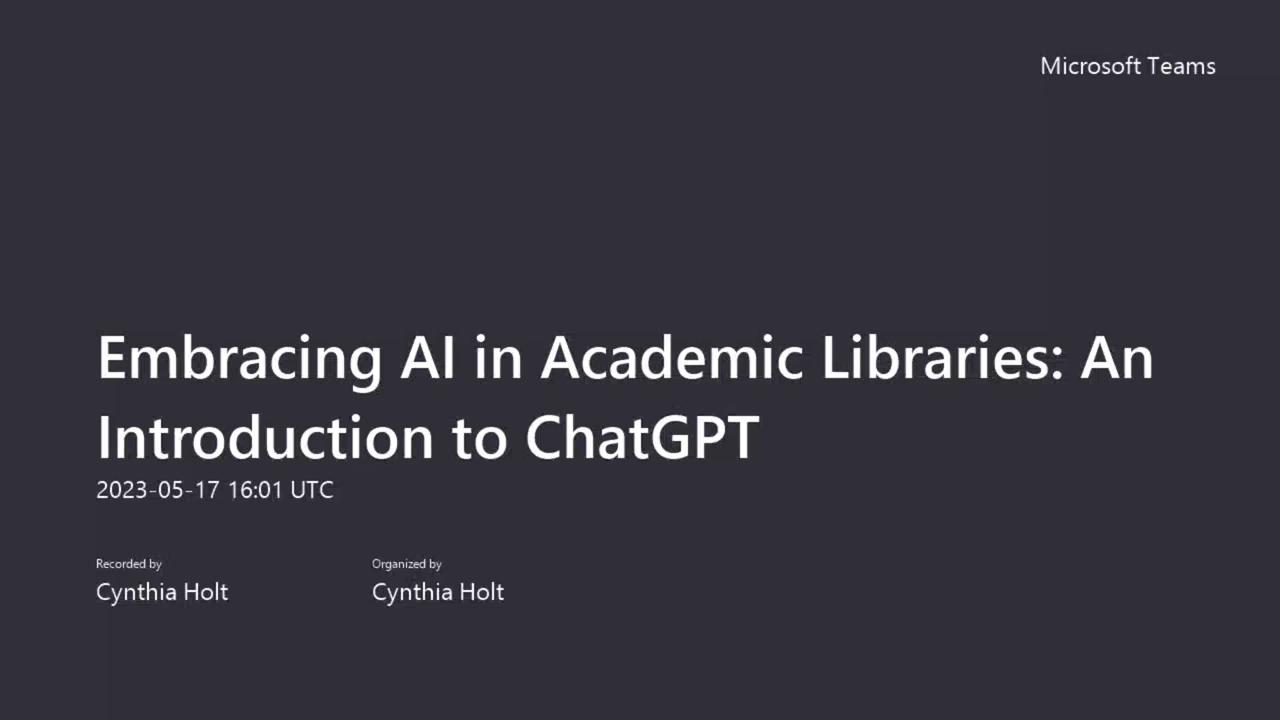 Microsoft Teams
Embracing AI in Academic Libraries: An
Introduction to ChatGPT
2023-05-17 16:01 UTC
Recorded by
Cynthia Holt
Organized by
Cynthia Holt